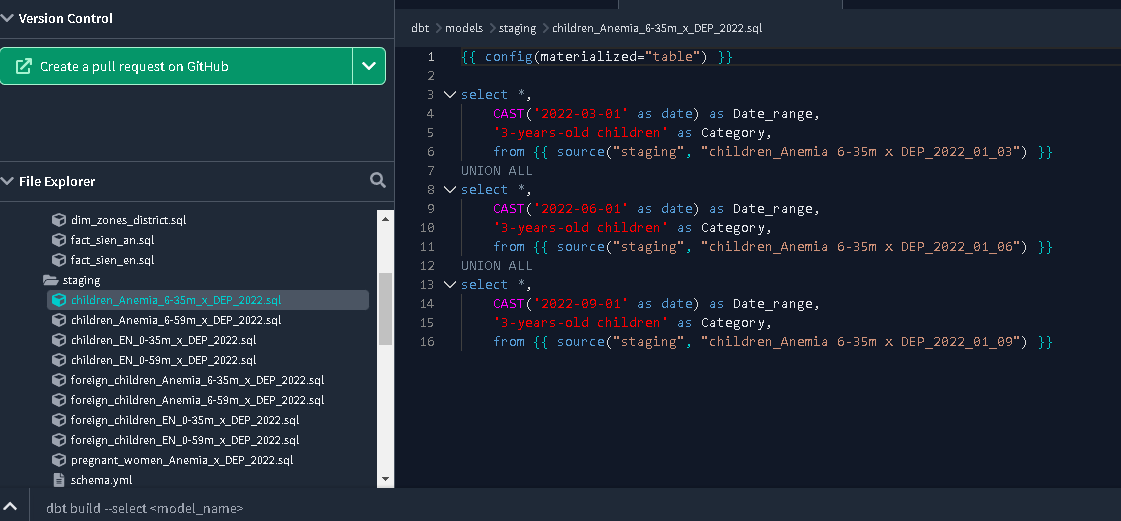 Version Control
Create a pull request on GitHub
File Explorer
dim_zones_district.sql
fact_sien_an.sql
fact_sien_en.sql
staging
children_Anemia_6-35m_x_DEP_2022.sql
children_Anemia_6-59m_x_DEP_2022.sql
children_EN_0-35m_x_DEP_2022.sql
children_EN_0-59m_x_DEP_2022.sql
foreign_children_Anemia_6-35m_x_DEP_2022.sql
foreign_children_Anemia_6-59m_x_DEP_2022.sql
foreign_children_EN_0-35m_x_DEP_2022.sql
foreign_children_EN_0-59m_x_DEP_2022.sql
pregnant_women_Anemia_x_DEP_2022.sql
schema.yml
dbt > models > staging > children_Anemia_6-35m_x_DEP_2022.sql
1 {{ config(materialized="table") }}
2
3 select *,
4 CAST('2022-03-01' as date) as Date_range,
5 '3-years-old children' as Category,
6 from {{ source("staging", "children_Anemia 6-35m x DEP_2022_01_03") }}
7 UNION ALL
8 select *,
9 CAST('2022-06-01' as date) as Date_range,
10 '3-years-old children' as Category,
11 from {{ source("staging", "children_Anemia 6-35m x DEP_2022_01_06") }}
12 UNION ALL
13 select *,
14 CAST('2022-09-01' as date) as Date_range,
15 '3-years-old children' as Category,
16 from {{ source("staging", "children_Anemia 6-35m x DEP_2022_01_09") }}
dbt build --select <model_name>